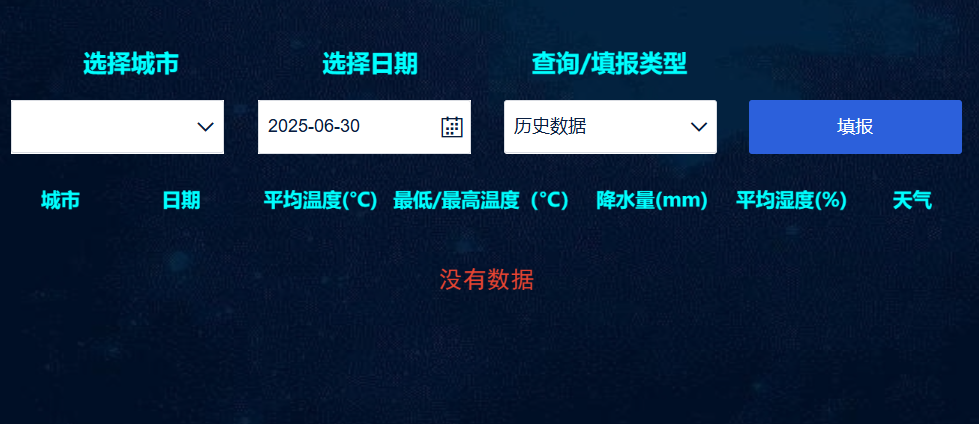 选择城市 选择日期 查询/填报类型
2025-06-30 历史数据 填报
城市 日期 平均温度(℃) 最低/最高温度（℃） 降水量(mm) 平均湿度(%) 天气
没有数据